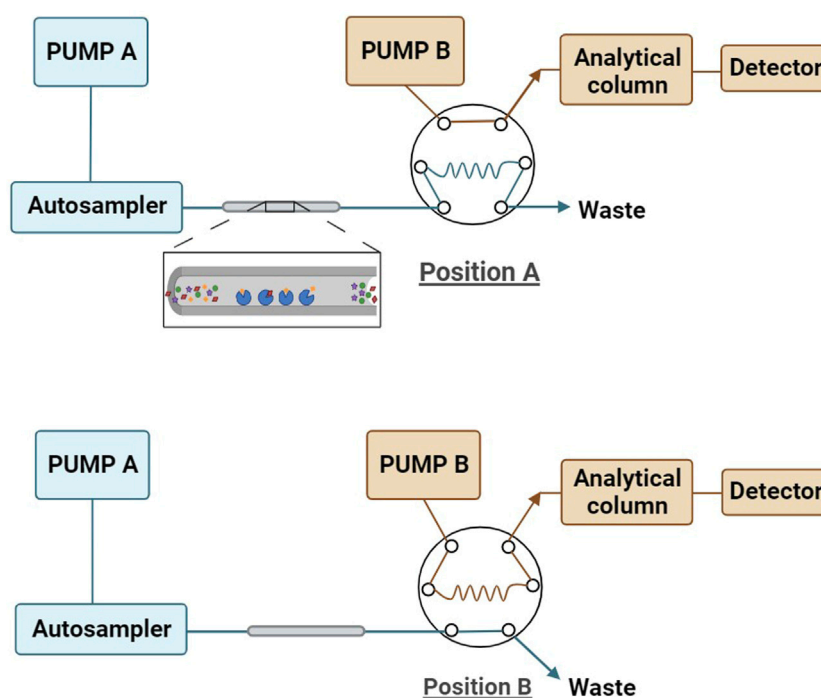 PUMP A
PUMP B
Analytical
column
Detector
Autosampler
Waste
Position A
PUMP A
PUMP B
Analytical
column
Detector
Autosampler
Waste
Position B